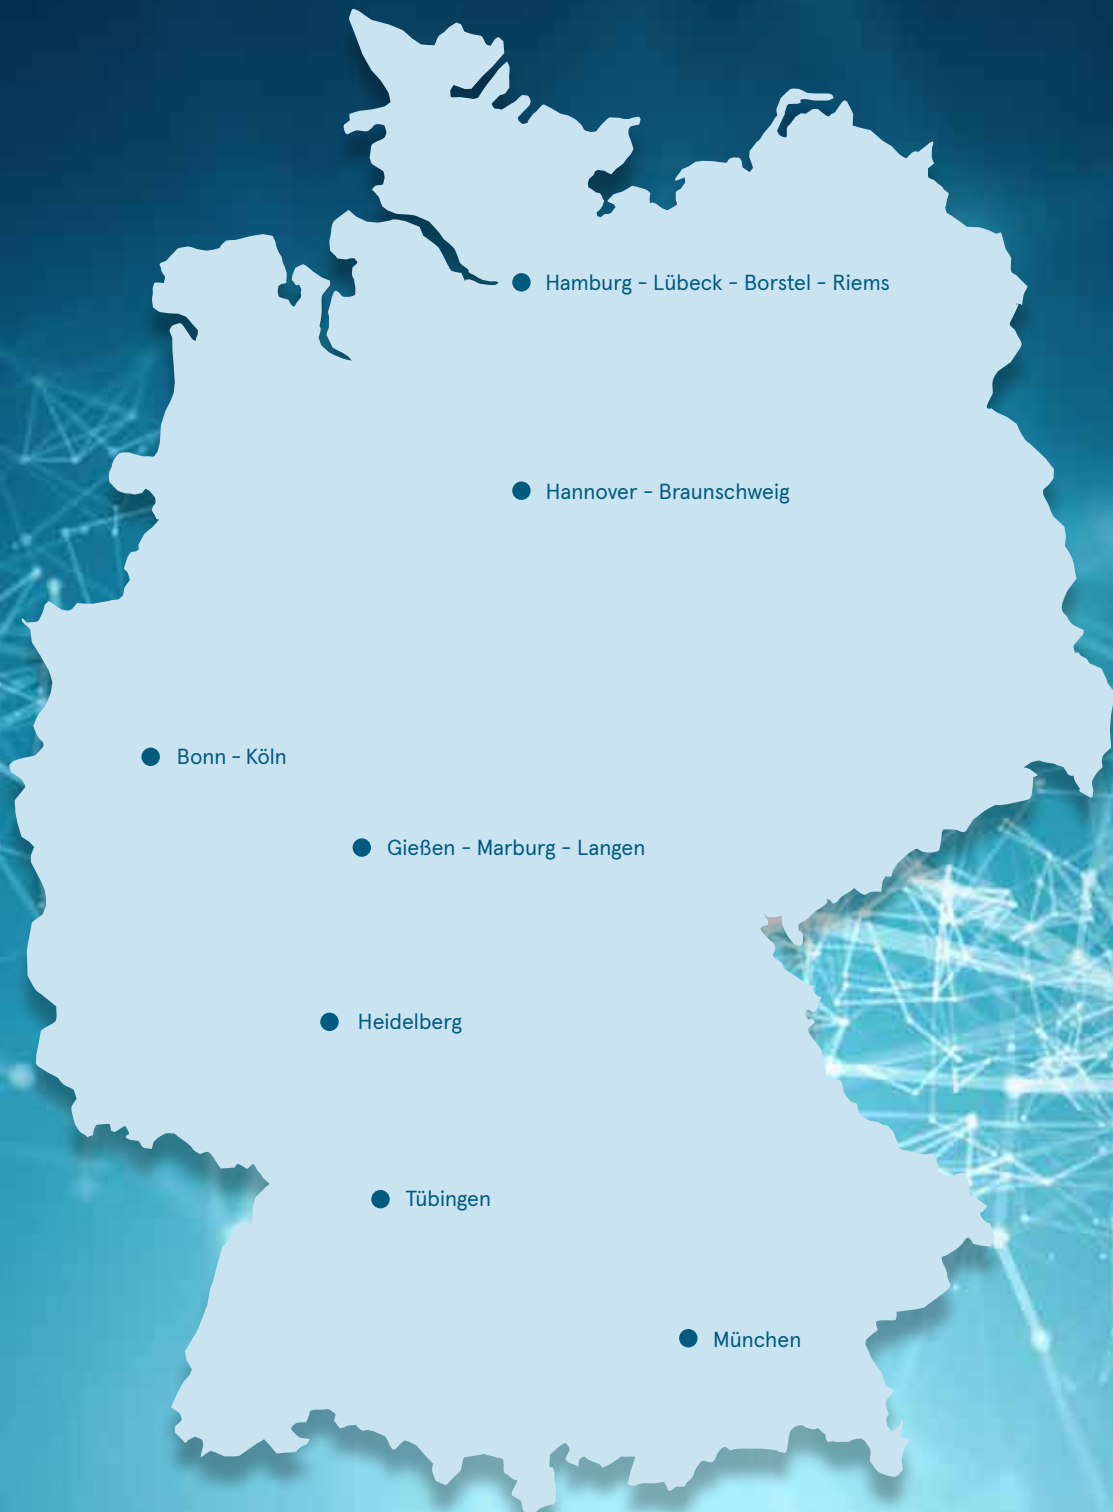 Hamburg - Lübeck - Borstel - Riems
Hannover - Braunschweig
Bonn - Köln
Gießen - Marburg - Langen
Heidelberg
Tübingen
München